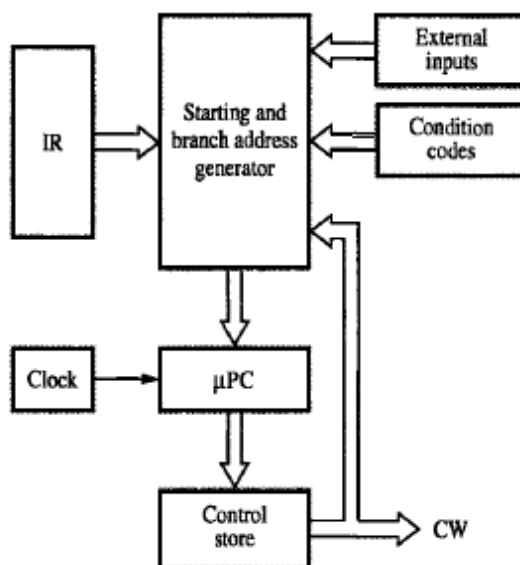 External
inputs
Starting and
branch address
generator
IR
Condition
codes
Clock
μPC
Control
store
CW